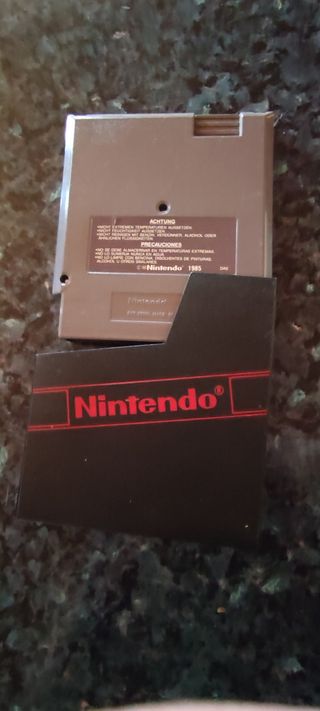 ACHTUNG
•NICHT EXTREMEN TEMPERATUREN AUSSETZEN.
•NICHT FEUCHTIGKEIT AUSSETZEN.
•NICHT REINIGEN MIT BENZIN, VERDÜNNER, ALKOHOL ODER
ÄHNLICHEN FLÜSSIGKEITEN.
PRECAUCIONES
•NO SE DEBE ALMACENAR EN TEMPERATURAS EXTREMAS.
•NO LO SUMERJA NUNCA EN AGUA.
•NO LO LIMPIE CON BENCINA, DISOLVENTES DE PINTURAS,
ALCOHOL U OTROS SIMILARES.
©Nintendo 1985
Nintendo
Nintendo®